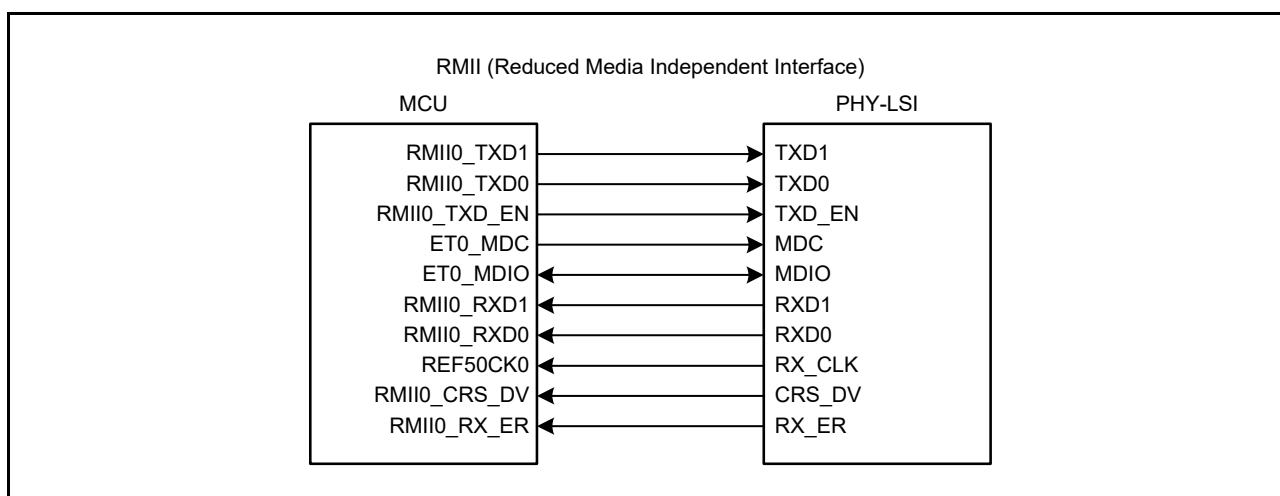 RMII (Reduced Media Independent Interface)
MCU PHY-LSI
RMII0_TXD1 TXD1
RMII0_TXD0 TXD0
RMII0_TXD_EN TXD_EN
ET0_MDC MDC
ET0_MDIO MDIO
RMII0_RXD1 RXD1
RMII0_RXD0 RXD0
REF50CK0 RX_CLK
RMII0_CRS_DV CRS_DV
RMII0_RX_ER RX_ER